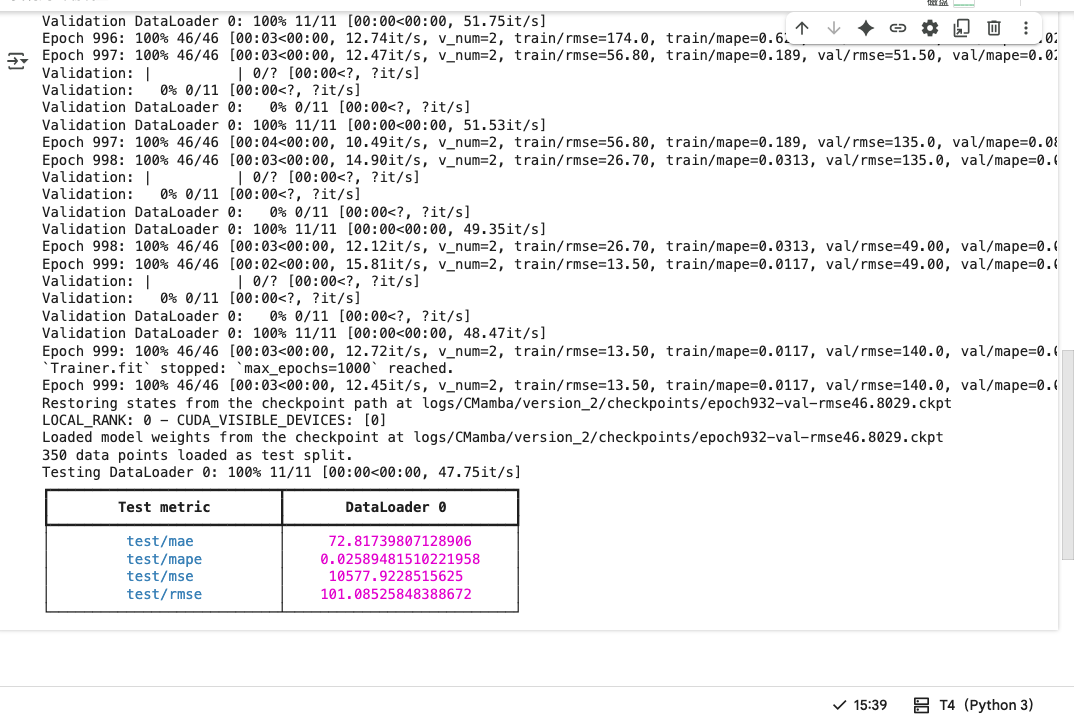 磁盘
Validation DataLoader 0: 100% 11/11 [00:00<00:00, 51.75it/s]
Epoch 996: 100% 46/46 [00:03<00:00, 12.74it/s, v_num=2, train/rmse=174.0, train/mape=0.62
Epoch 997: 100% 46/46 [00:03<00:00, 12.47it/s, v_num=2, train/rmse=56.80, train/mape=0.189, val/rmse=51.50, val/mape=0.02
Validation: | | 0/? [00:00<?, ?it/s]
Validation: 0% 0/11 [00:00<?, ?it/s]
Validation DataLoader 0: 0% 0/11 [00:00<?, ?it/s]
Validation DataLoader 0: 100% 11/11 [00:00<00:00, 51.53it/s]
Epoch 997: 100% 46/46 [00:04<00:00, 10.49it/s, v_num=2, train/rmse=56.80, train/mape=0.189, val/rmse=135.0, val/mape=0.08
Epoch 998: 100% 46/46 [00:03<00:00, 14.90it/s, v_num=2, train/rmse=26.70, train/mape=0.0313, val/rmse=135.0, val/mape=0.0
Validation: | | 0/? [00:00<?, ?it/s]
Validation: 0% 0/11 [00:00<?, ?it/s]
Validation DataLoader 0: 0% 0/11 [00:00<?, ?it/s]
Validation DataLoader 0: 100% 11/11 [00:00<00:00, 49.35it/s]
Epoch 998: 100% 46/46 [00:03<00:00, 12.12it/s, v_num=2, train/rmse=26.70, train/mape=0.0313, val/rmse=49.00, val/mape=0.0
Epoch 999: 100% 46/46 [00:02<00:00, 15.81it/s, v_num=2, train/rmse=13.50, train/mape=0.0117, val/rmse=49.00, val/mape=0.0
Validation: | | 0/? [00:00<?, ?it/s]
Validation: 0% 0/11 [00:00<?, ?it/s]
Validation DataLoader 0: 0% 0/11 [00:00<?, ?it/s]
Validation DataLoader 0: 100% 11/11 [00:00<00:00, 48.47it/s]
Epoch 999: 100% 46/46 [00:03<00:00, 12.72it/s, v_num=2, train/rmse=13.50, train/mape=0.0117, val/rmse=140.0, val/mape=0.0
`Trainer.fit` stopped: `max_epochs=1000` reached.
Epoch 999: 100% 46/46 [00:03<00:00, 12.45it/s, v_num=2, train/rmse=13.50, train/mape=0.0117, val/rmse=140.0, val/mape=0.0
Restoring states from the checkpoint path at logs/CMamba/version_2/checkpoints/epoch932-val-rmse46.8029.ckpt
LOCAL_RANK: 0 - CUDA_VISIBLE_DEVICES: [0]
Loaded model weights from the checkpoint at logs/CMamba/version_2/checkpoints/epoch932-val-rmse46.8029.ckpt
350 data points loaded as test split.
Testing DataLoader 0: 100% 11/11 [00:00<00:00, 47.75it/s]
Test metric DataLoader 0
test/mae 72.81739807128906
test/mape 0.02589481510221958
test/mse 10577.9228515625
test/rmse 101.08525848388672
15:39 T4 (Python 3)